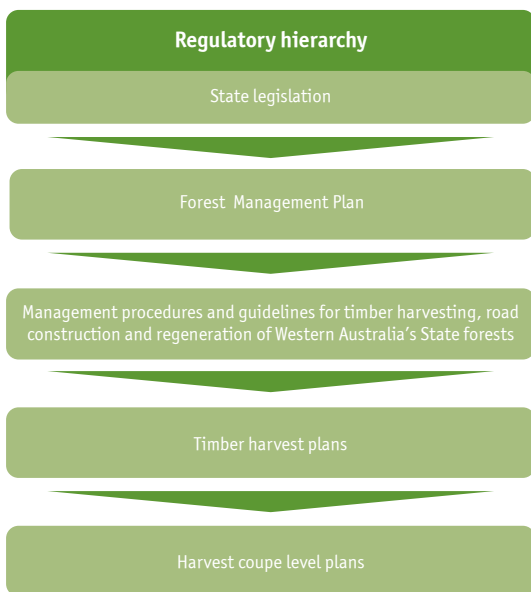 Regulatory hierarchy
State legislation
Forest Management Plan
Management procedures and guidelines for timber harvesting, road
construction and regeneration of Western Australia's State forests
Timber harvest plans
Harvest coupe level plans